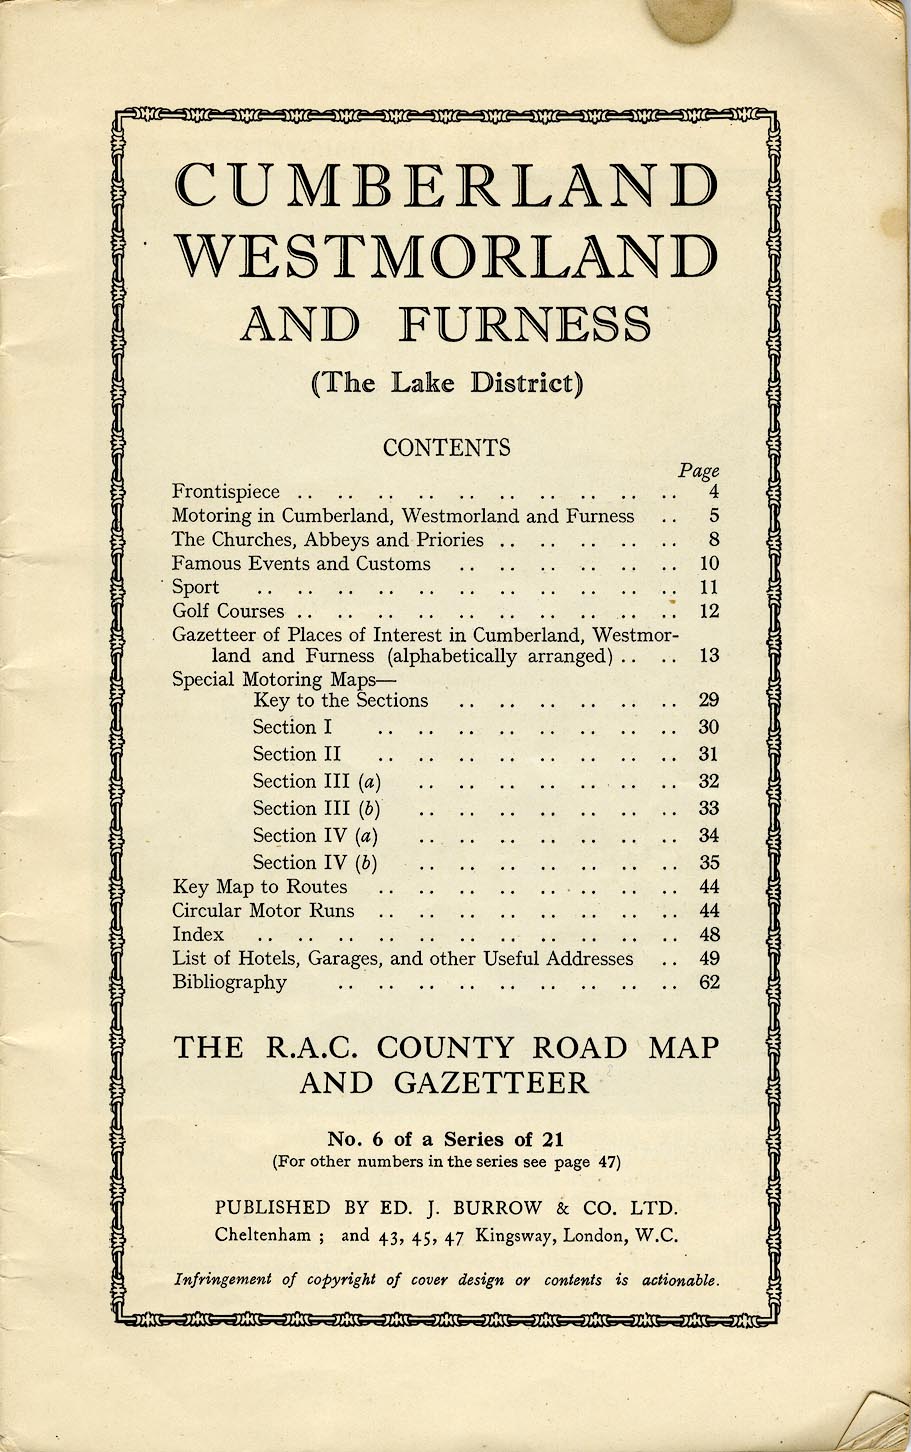 CUMBERLAND
WESTMORLAND
AND FURNESS
(The Lake District)
CONTENTS
Page
Frontispiece .. .. .. .. .. .. .. .. .. .. 4
Motoring in Cumberland, Westmorland and Furness .. 5
The Churches, Abbeys and Priories .. .. .. .. .. 8
Famous Events and Customs .. .. .. .. .. .. 10
Sport .. .. .. .. .. .. .. .. .. .. .. 11
Golf Courses .. .. .. .. .. .. .. .. .. .. 12
Gazetteer of Places of Interest in Cumberland, Westmor-
land and Furness (alphabetically arranged) .. .. 13
Special Motoring Maps—
Key to the Sections .. .. .. .. .. .. 29
Section I .. .. .. .. .. .. .. .. 30
Section II .. .. .. .. .. .. .. .. 31
Section III (a) .. .. .. .. .. .. .. 32
Section III (b) .. .. .. .. .. .. .. 33
Section IV (a) .. .. .. .. .. .. .. 34
Section IV (b) .. .. .. .. .. .. .. 35
Key Map to Routes .. .. .. .. .. .. .. .. 44
Circular Motor Runs .. .. .. .. .. .. .. .. 44
Index .. .. .. .. .. .. .. .. .. .. .. 48
List of Hotels, Garages, and other Useful Addresses .. 49
Bibliography .. .. .. .. .. .. .. .. .. 62
THE R.A.C. COUNTY ROAD MAP
AND GAZETTEER
No. 6 of a Series of 21
(For other numbers in the series see page 47)
PUBLISHED BY ED. J. BURROW & CO. LTD.
Cheltenham ; and 43, 45, 47 Kingsway, London, W.C.
Infringement of copyright of cover design or contents is actionable.